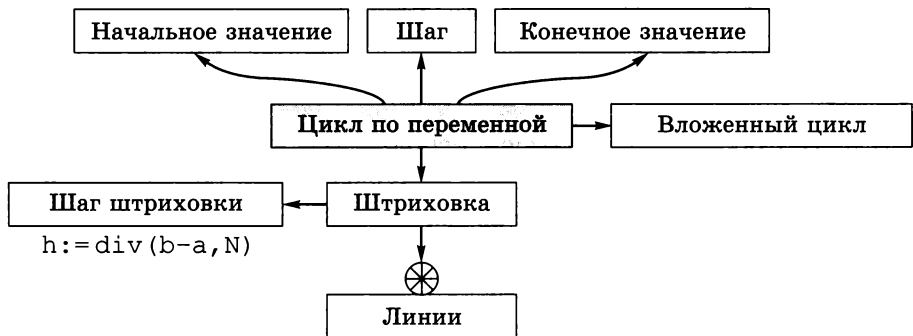 Начальное значение
Шаг
Конечное значение
Цикл по переменной
Вложенный цикл
Шаг штриховки
Штриховка
h:=div(b-a,N)
Линии